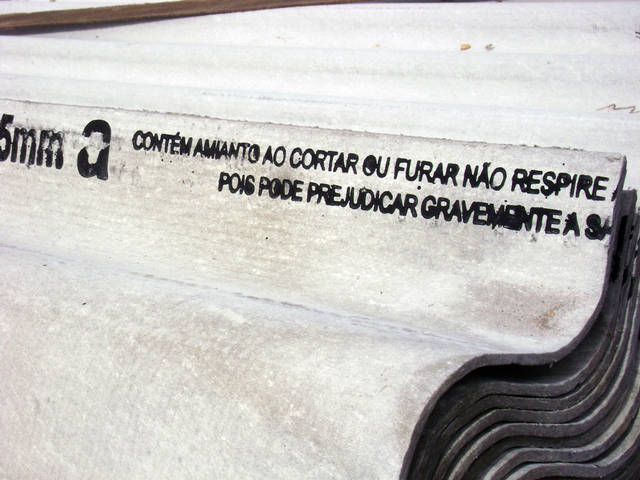 5mm a
CONTÉM AMIANTO AO CORTAR OU FURAR NÃO RESPIRE
POIS PODE PREJUDICAR GRAVEMENTE A